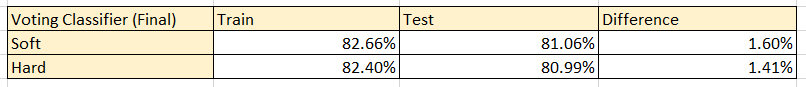 Voting Classifier (Final) Train Test Difference
Soft 82.66% 81.06% 1.60%
Hard 82.40% 80.99% 1.41%